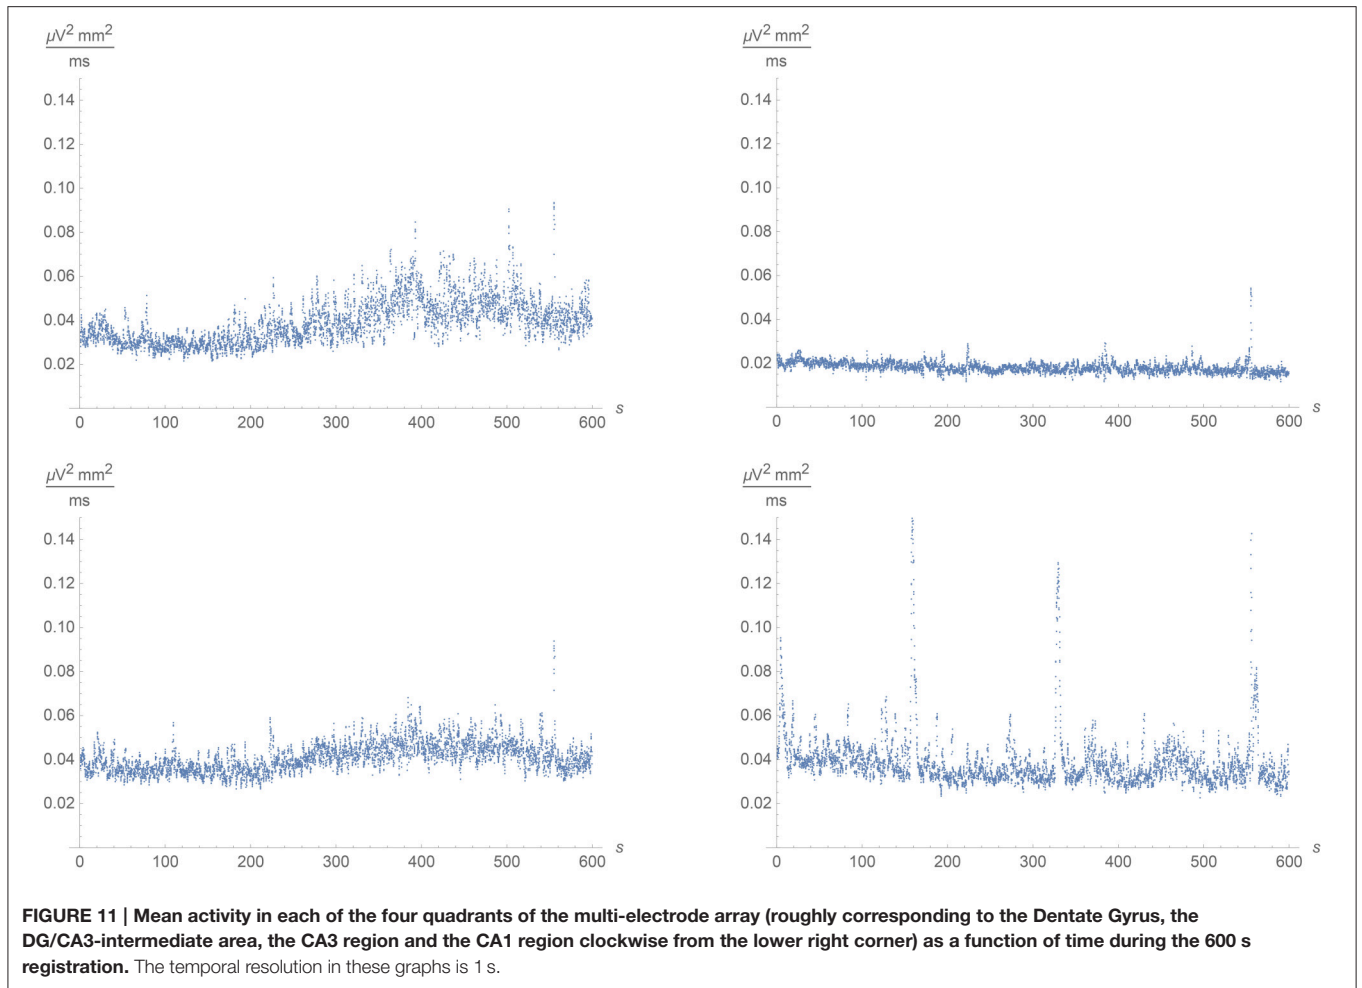 μV² mm²
ms
0.14
0.12
0.10
0.08
0.06
0.04
0.02
0 100 200 300 400 500 600 s
μV² mm²
ms
0.14
0.12
0.10
0.08
0.06
0.04
0.02
0 100 200 300 400 500 600 s
μV² mm²
ms
0.14
0.12
0.10
0.08
0.06
0.04
0.02
0 100 200 300 400 500 600 s
μV² mm²
ms
0.14
0.12
0.10
0.08
0.06
0.04
0.02
0 100 200 300 400 500 600 s
FIGURE 11 | Mean activity in each of the four quadrants of the multi-electrode array (roughly corresponding to the Dentate Gyrus, the
DG/CA3-intermediate area, the CA3 region and the CA1 region clockwise from the lower right corner) as a function of time during the 600 s
registration. The temporal resolution in these graphs is 1 s.